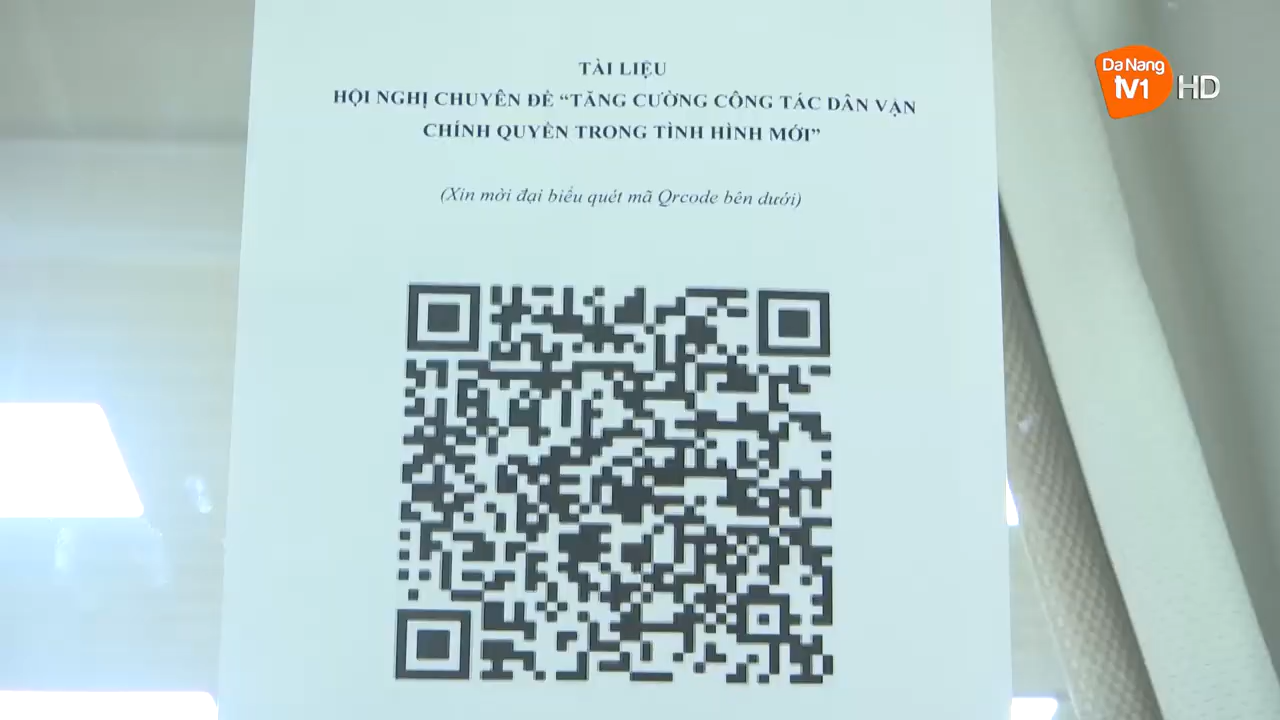 TÀI LIỆU
HỘI NGHỊ CHUYÊN ĐỀ “TĂNG CƯỜNG CÔNG TÁC DÂN VẬN
CHÍNH QUYỀN TRONG TÌNH HÌNH MỚI”
(Xin mời đại biểu quét mã Qrcode bên dưới)
Da Nang
tv1 HD